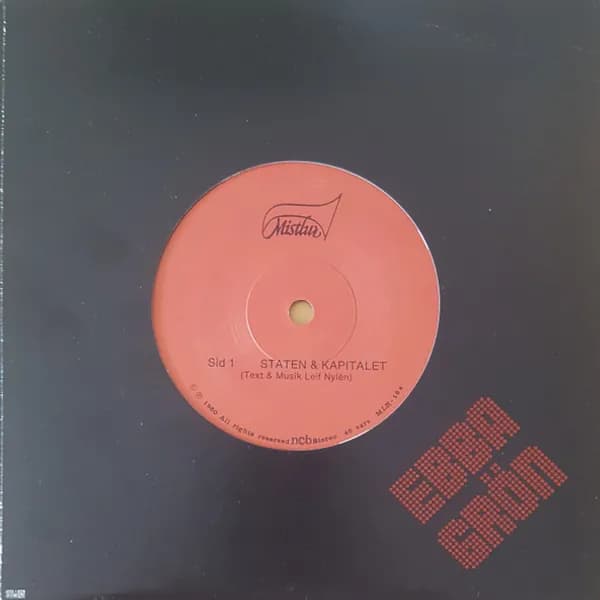 Mistlur
Sid 1 STATEN & KAPITALET
(Text & Musik Leif Nylén)
© ℗ 1980 All rights reserved ncb Stereo 45 varv MLR-
EBBA
GRÖN